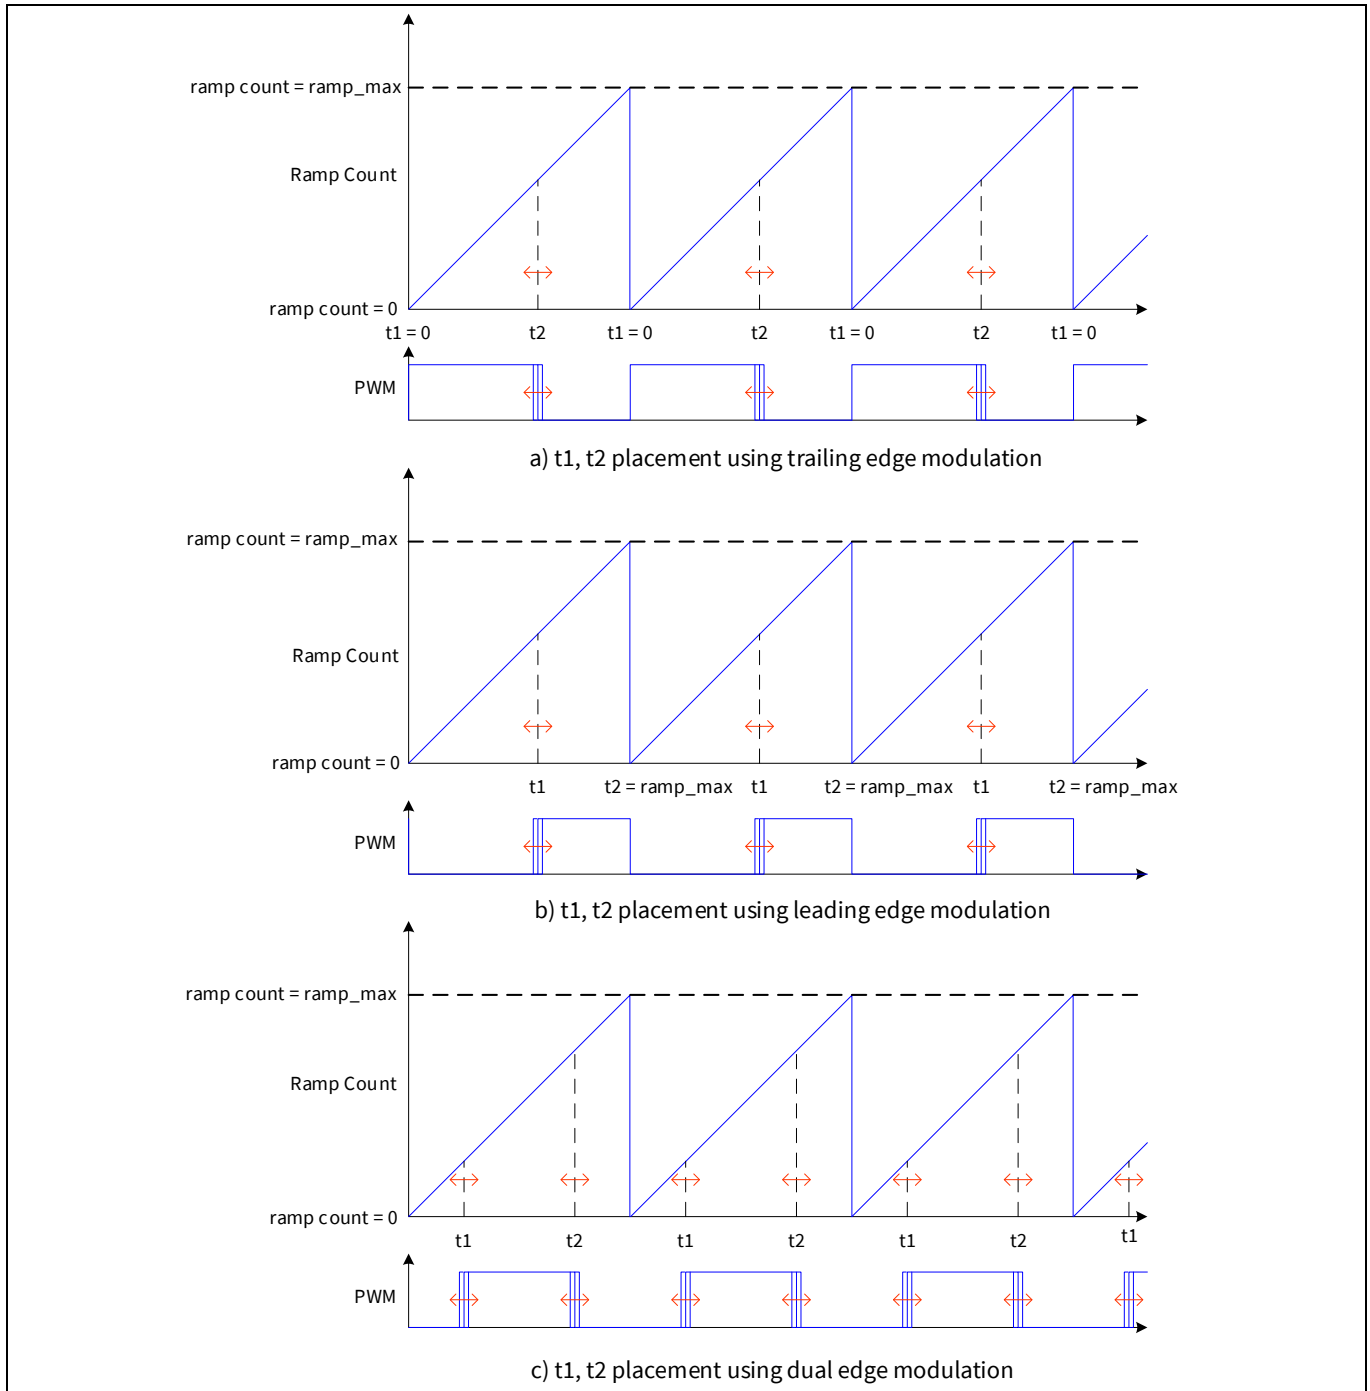 ramp count = ramp_max
Ramp Count
ramp count = 0
t1 = 0 t2 t1 = 0 t2 t1 = 0 t2 t1 = 0
PWM
a) t1, t2 placement using trailing edge modulation
ramp count = ramp_max
Ramp Count
ramp count = 0
t1 t2 = ramp_max t1 t2 = ramp_max t1 t2 = ramp_max
PWM
b) t1, t2 placement using leading edge modulation
ramp count = ramp_max
Ramp Count
ramp count = 0
t1 t2 t1 t2 t1 t2 t1
PWM
c) t1, t2 placement using dual edge modulation